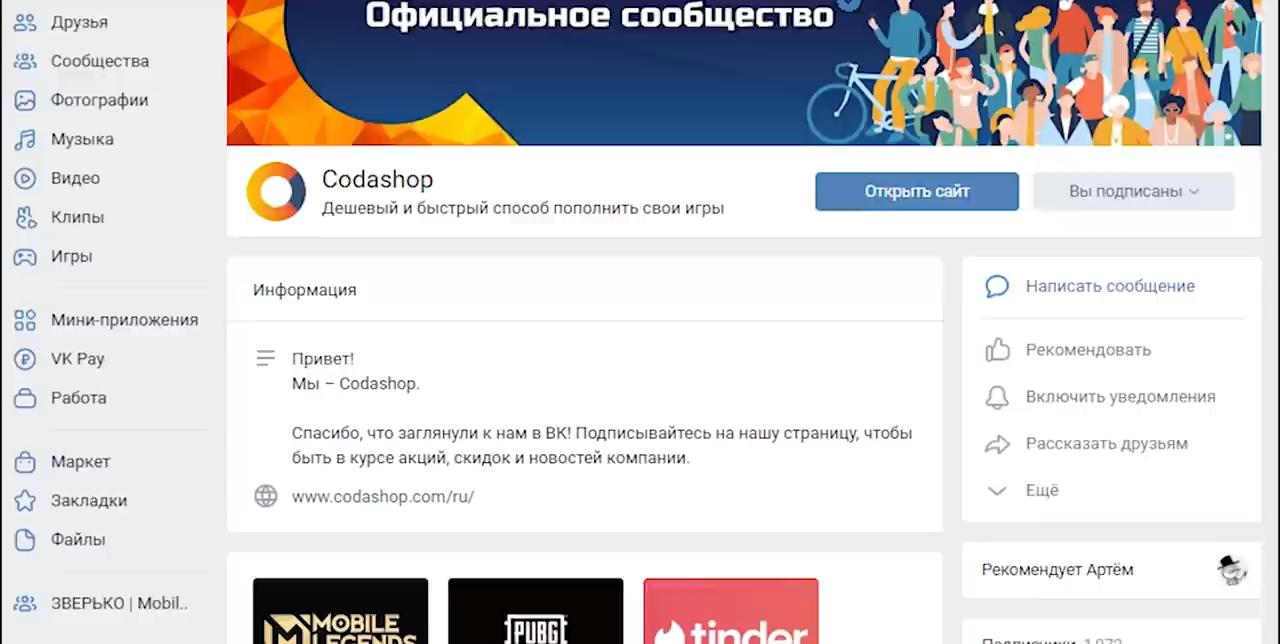 Официальное сообщество
Друзья
Сообщества
Фотографии
Музыка
Видео
Клипы
Игры
Мини-приложения
VK Pay
Работа
Маркет
Закладки
Файлы
ЗВЕРЬКО | Mobil..
Codashop
Дешевый и быстрый способ пополнить свои игры
Открыть сайт
Вы подписаны
Информация
Привет!
Мы – Codashop.
Спасибо, что заглянули к нам в ВК! Подписывайтесь на нашу страницу, чтобы
быть в курсе акций, скидок и новостей компании.
www.codashop.com/ru/
MOBILE
LEGENDS
PUBG
tinder
Написать сообщение
Рекомендовать
Включить уведомления
Рассказать друзьям
Ещё
Рекомендует Артём
Подписчики 1 972